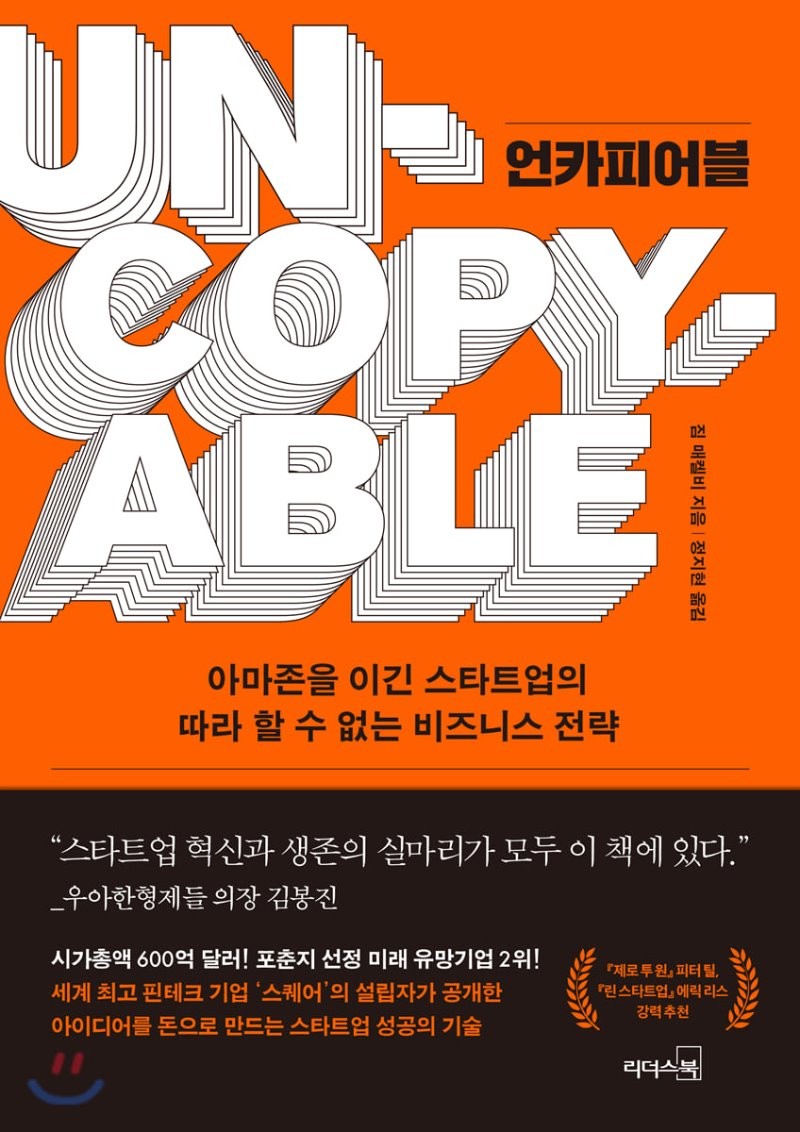 UN-
언카피어블
COPY-
ABLE
짐 매켈비 지음 | 정지현 옮김
아마존을 이긴 스타트업의
따라 할 수 없는 비즈니스 전략
“스타트업 혁신과 생존의 실마리가 모두 이 책에 있다.”
_우아한형제들 의장 김봉진
시가총액 600억 달러! 포춘지 선정 미래 유망기업 2위!
세계 최고 핀테크 기업 ‘스퀘어’의 설립자가 공개한
아이디어를 돈으로 만드는 스타트업 성공의 기술
『제로 투 원』 피터 틸,
『린 스타트업』 에릭 리스
강력 추천
리더스북